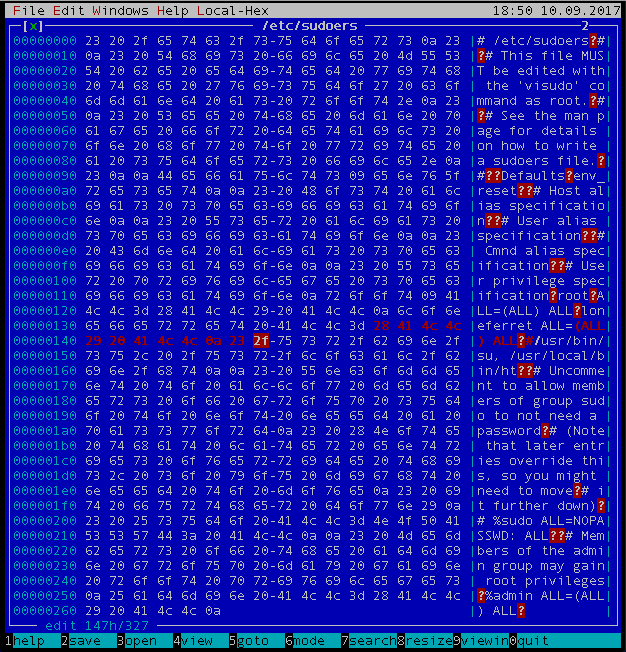 File Edit Windows Help Local-Hex 18:50 10.09.2017
[x] /etc/sudoers 2
00000000 23 20 2f 65 74 63 2f 73-75 64 6f 65 72 73 0a 23 |# /etc/sudoers?#|
00000010 0a 23 20 54 68 69 73 20-66 69 6c 65 20 4d 55 53 |?# This file MUS|
00000020 54 20 62 65 20 65 64 69-74 65 64 20 77 69 74 68 |T be edited with|
00000030 20 74 68 65 20 27 76 69-73 75 64 6f 27 20 63 6f | the 'visudo' co|
00000040 6d 6d 61 6e 64 20 61 73-20 72 6f 6f 74 2e 0a 23 |mmand as root.?#|
00000050 0a 23 20 53 65 65 20 74-68 65 20 6d 61 6e 20 70 |?# See the man p|
00000060 61 67 65 20 66 6f 72 20-64 65 74 61 69 6c 73 20 |age for details |
00000070 6f 6e 20 68 6f 77 20 74-6f 20 77 72 69 74 65 20 |on how to write |
00000080 61 20 73 75 64 6f 65 72-73 20 66 69 6c 65 2e 0a |a sudoers file.?|
00000090 23 0a 0a 44 65 66 61 75-6c 74 73 09 65 6e 76 5f |#??Defaults?env_|
000000a0 72 65 73 65 74 0a 0a 23-20 48 6f 73 74 20 61 6c |reset??# Host al|
000000b0 69 61 73 20 73 70 65 63-69 66 69 63 61 74 69 6f |ias specificatio|
000000c0 6e 0a 0a 23 20 55 73 65-72 20 61 6c 69 61 73 20 |n??# User alias |
000000d0 73 70 65 63 69 66 69 63-61 74 69 6f 6e 0a 0a 23 |specification??#|
000000e0 20 43 6d 6e 64 20 61 6c-69 61 73 20 73 70 65 63 | Cmnd alias spec|
000000f0 69 66 69 63 61 74 69 6f-6e 0a 0a 23 20 55 73 65 |ification??# Use|
00000100 72 20 70 72 69 76 69 6c-65 67 65 20 73 70 65 63 |r privilege spec|
00000110 69 66 69 63 61 74 69 6f-6e 0a 72 6f 6f 74 09 41 |ification?root?A|
00000120 4c 4c 3d 28 41 4c 4c 29-20 41 4c 4c 0a 6c 6f 6e |LL=(ALL) ALL?lon|
00000130 65 66 65 72 72 65 74 20-41 4c 4c 3d 28 41 4c 4c |eferret ALL=(ALL|
00000140 29 20 41 4c 4c 0a 23 2f-75 73 72 2f 62 69 6e 2f |) ALL?#/usr/bin/|
00000150 73 75 2c 20 2f 75 73 72-2f 6c 6f 63 61 6c 2f 62 |su, /usr/local/b|
00000160 69 6e 2f 68 74 0a 0a 23-20 55 6e 63 6f 6d 6d 65 |in/ht??# Uncomme|
00000170 6e 74 20 74 6f 20 61 6c-6c 6f 77 20 6d 65 6d 62 |nt to allow memb|
00000180 65 72 73 20 6f 66 20 67-72 6f 75 70 20 73 75 64 |ers of group sud|
00000190 6f 20 74 6f 20 6e 6f 74-20 6e 65 65 64 20 61 20 |o to not need a |
000001a0 70 61 73 73 77 6f 72 64-0a 23 20 28 4e 6f 74 65 |password?# (Note|
000001b0 20 74 68 61 74 20 6c 61-74 65 72 20 65 6e 74 72 | that later entr|
000001c0 69 65 73 20 6f 76 65 72-72 69 64 65 20 74 68 69 |ies override thi|
000001d0 73 2c 20 73 6f 20 79 6f-75 20 6d 69 67 68 74 20 |s, so you might |
000001e0 6e 65 65 64 20 74 6f 20-6d 6f 76 65 0a 23 20 69 |need to move?# i|
000001f0 74 20 66 75 72 74 68 65-72 20 64 6f 77 6e 29 0a |t further down)?|
00000200 23 20 25 73 75 64 6f 20-41 4c 4c 3d 4e 4f 50 41 |# %sudo ALL=NOPA|
00000210 53 53 57 44 3a 20 41 4c-4c 0a 0a 23 20 4d 65 6d |SSWD: ALL??# Mem|
00000220 62 65 72 73 20 6f 66 20-74 68 65 20 61 64 6d 69 |bers of the admi|
00000230 6e 20 67 72 6f 75 70 20-6d 61 79 20 67 61 69 6e |n group may gain|
00000240 20 72 6f 6f 74 20 70 72-69 76 69 6c 65 67 65 73 | root privileges|
00000250 0a 25 61 64 6d 69 6e 20-41 4c 4c 3d 28 41 4c 4c |?%admin ALL=(ALL|
00000260 29 20 41 4c 4c 0a |) ALL?
edit 147h/327
1help 2save 3open 4view 5goto 6mode 7search 8resize 9viewin 0quit